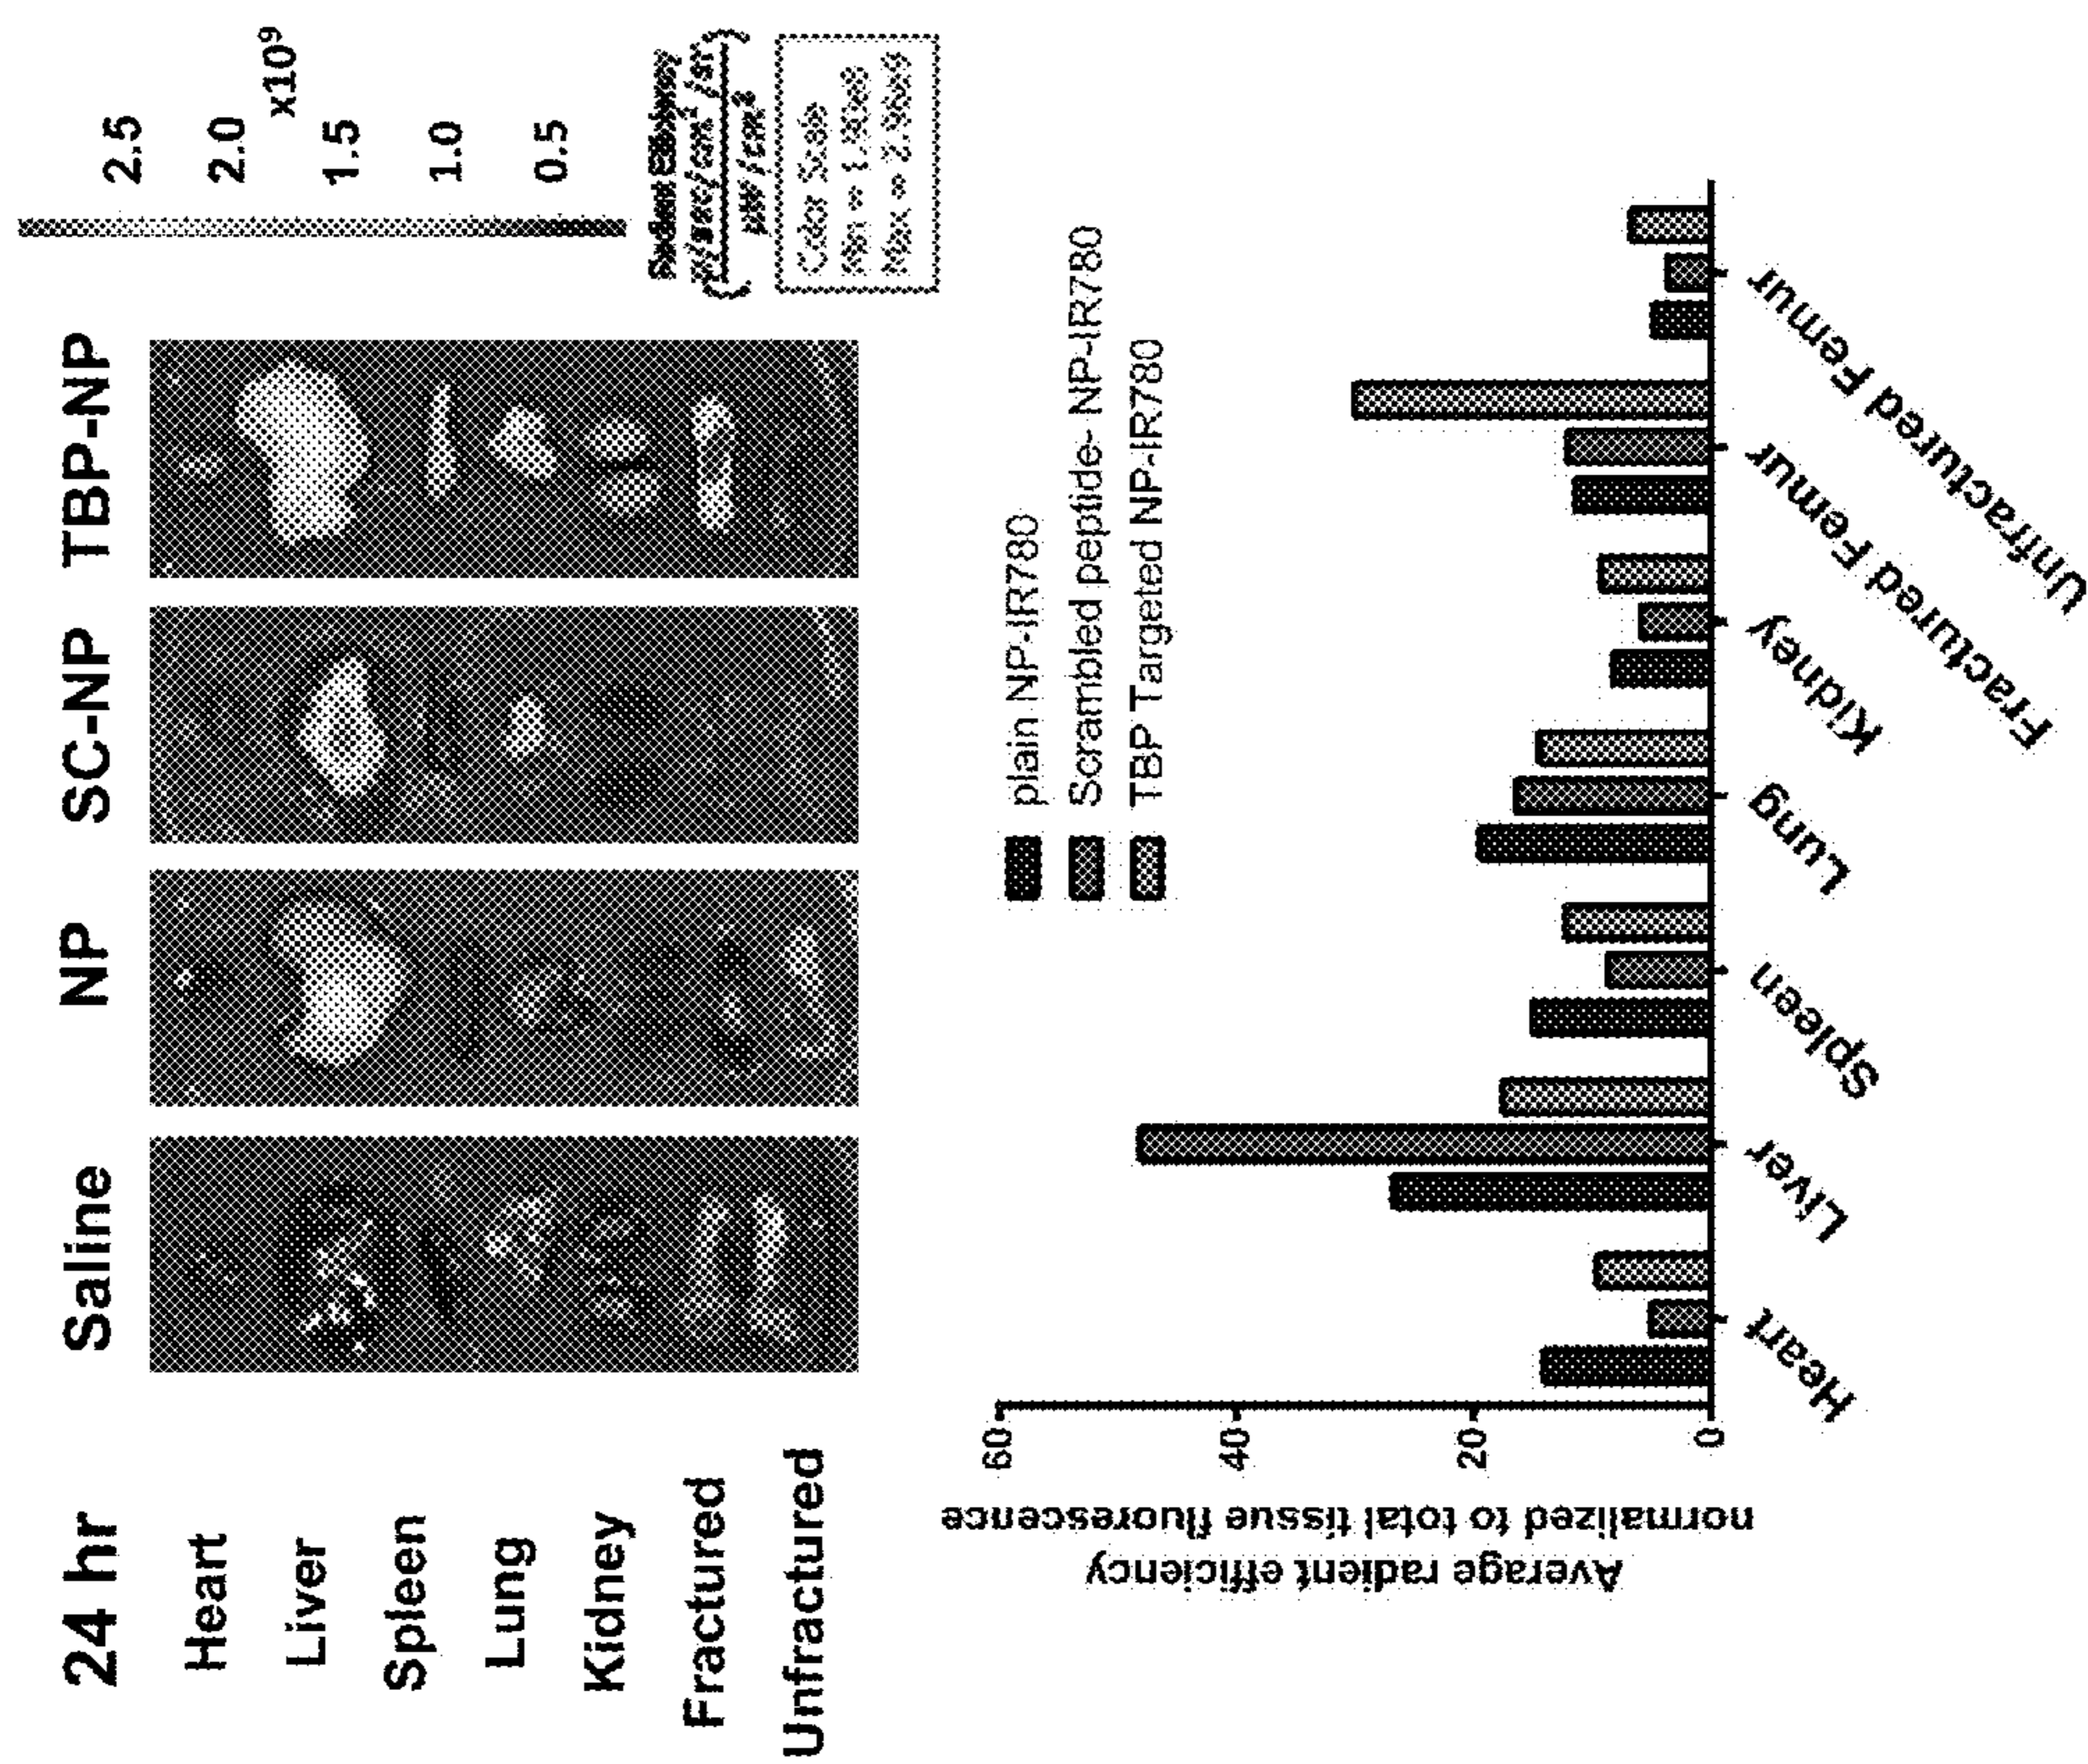 24 hr
Saline
NP
SC-NP
TBP-NP
Heart
Liver
Spleen
Lung
Kidney
Fractured
Unfractured
2.5
2.0
x10⁹
1.5
1.0
0.5
Color Scale
plain NP-IR780
Scrambled peptide- NP-IR780
TBP Targeted NP-IR780
Average radient efficiency
normalized to total tissue fluorescence
60
40
20
0
Heart
Liver
Spleen
Lung
Kidney
Fractured Femur
Unfractured Femur